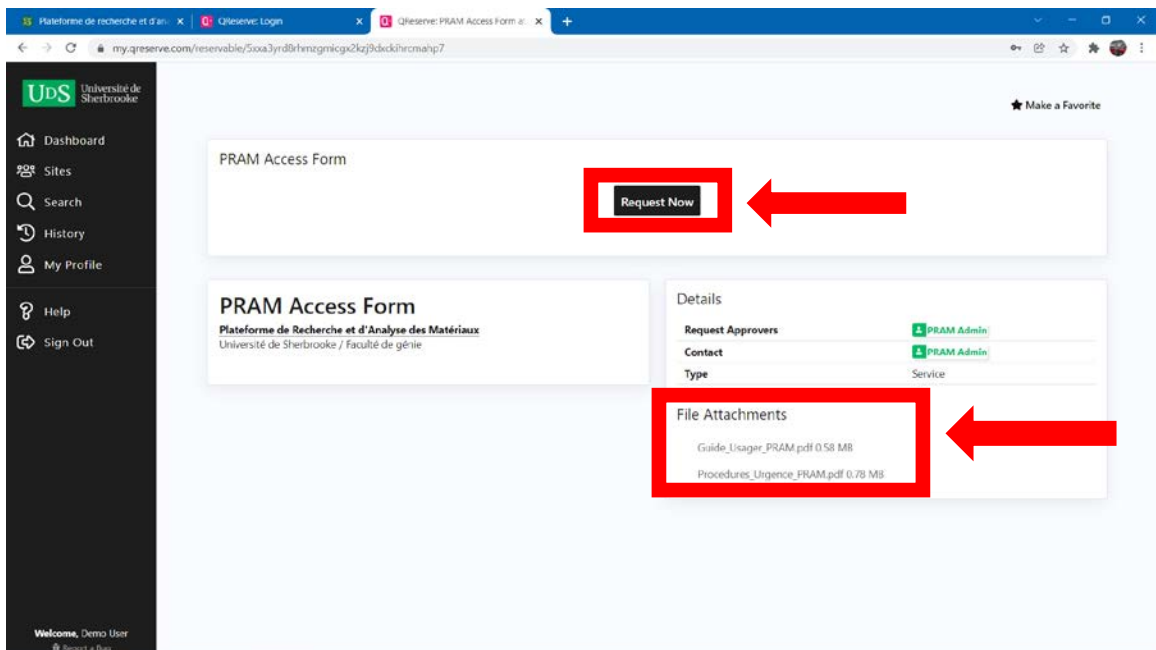 Plateforme de recherche et d'an
QReserve: Login
QReserve: PRAM Access Form a
my.qreserve.com/reservable/
UDS Université de
Sherbrooke
Make a Favorite
Dashboard
Sites
Search
History
My Profile
Help
Sign Out
PRAM Access Form
Request Now
PRAM Access Form
Plateforme de Recherche et d'Analyse des Matériaux
Université de Sherbrooke / Faculté de génie
Details
Request Approvers PRAM Admin
Contact PRAM Admin
Type Service
File Attachments
Guide_Usager_PRAM.pdf 0.58 MB
Procedures_Urgence_PRAM.pdf 0.78 MB
Welcome, Demo User
Report a Bug